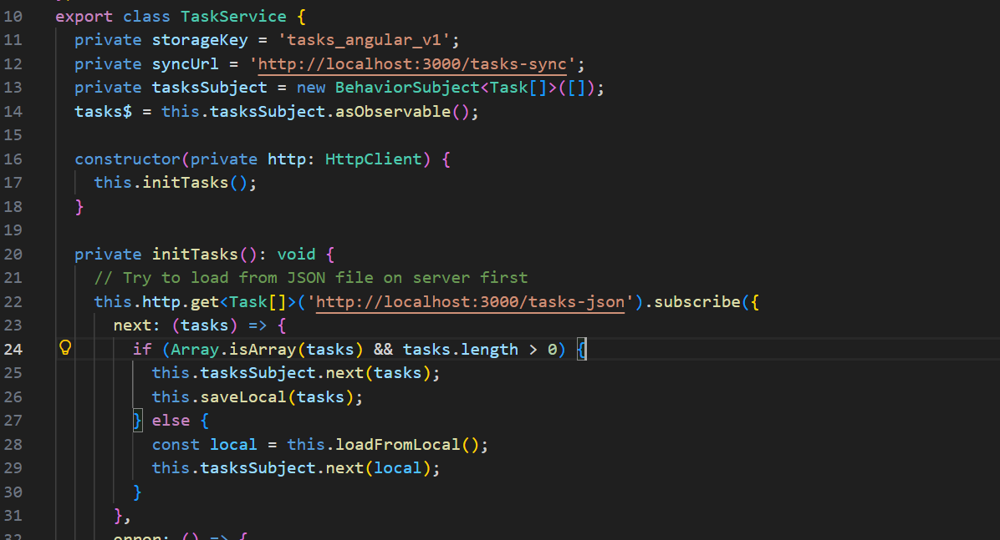 10 export class TaskService {
11 private storageKey = 'tasks_angular_v1';
12 private syncUrl = 'http://localhost:3000/tasks-sync';
13 private tasksSubject = new BehaviorSubject<Task[]>([]);
14 tasks$ = this.tasksSubject.asObservable();
15
16 constructor(private http: HttpClient) {
17 this.initTasks();
18 }
19
20 private initTasks(): void {
21 // Try to load from JSON file on server first
22 this.http.get<Task[]>('http://localhost:3000/tasks-json').subscribe({
23 next: (tasks) => {
24 if (Array.isArray(tasks) && tasks.length > 0) {
25 this.tasksSubject.next(tasks);
26 this.saveLocal(tasks);
27 } else {
28 const local = this.loadFromLocal();
29 this.tasksSubject.next(local);
30 }
31 },
32 error: () => {